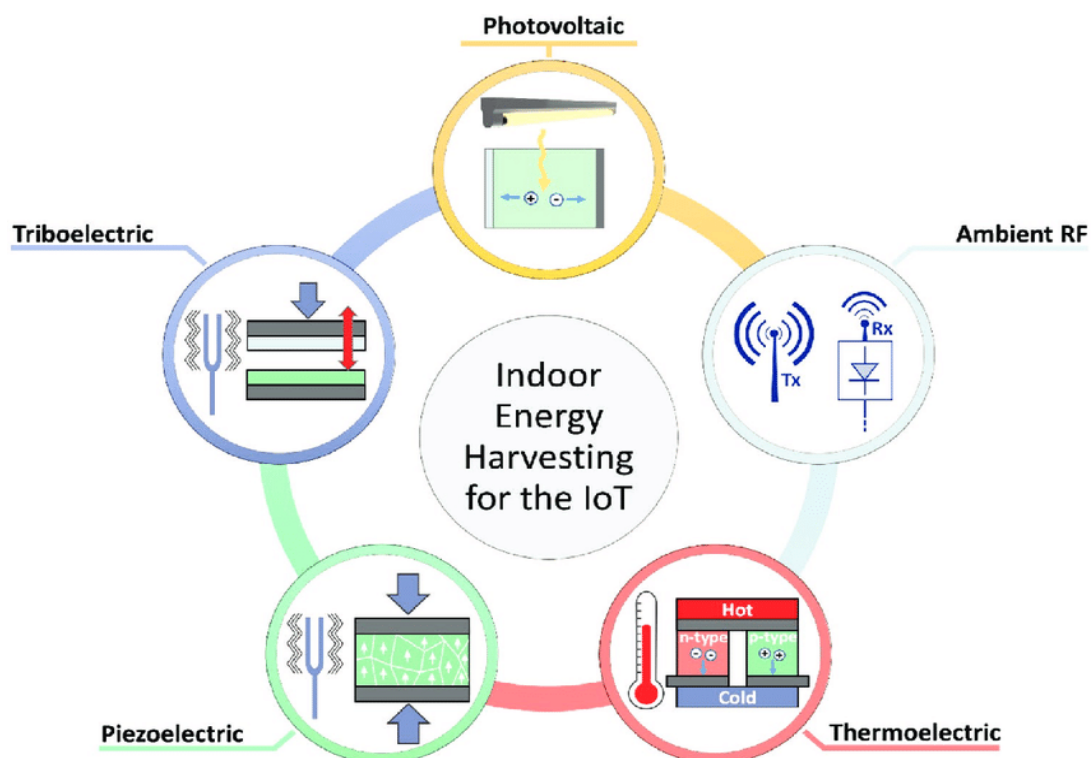 Photovoltaic
+ -
Triboelectric
Ambient RF
Tx
Rx
Indoor
Energy
Harvesting
for the IoT
Hot
n-type p-type
- - + +
Cold
Piezoelectric
Thermoelectric